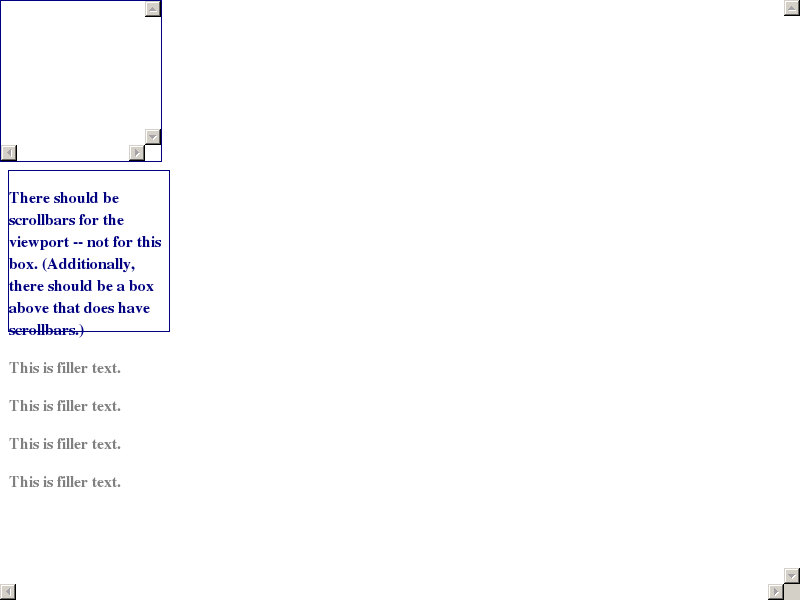 There should be
scrollbars for the
viewport -- not for this
box. (Additionally,
there should be a box
above that does have
scrollbars.)
This is filler text.
This is filler text.
This is filler text.
This is filler text.